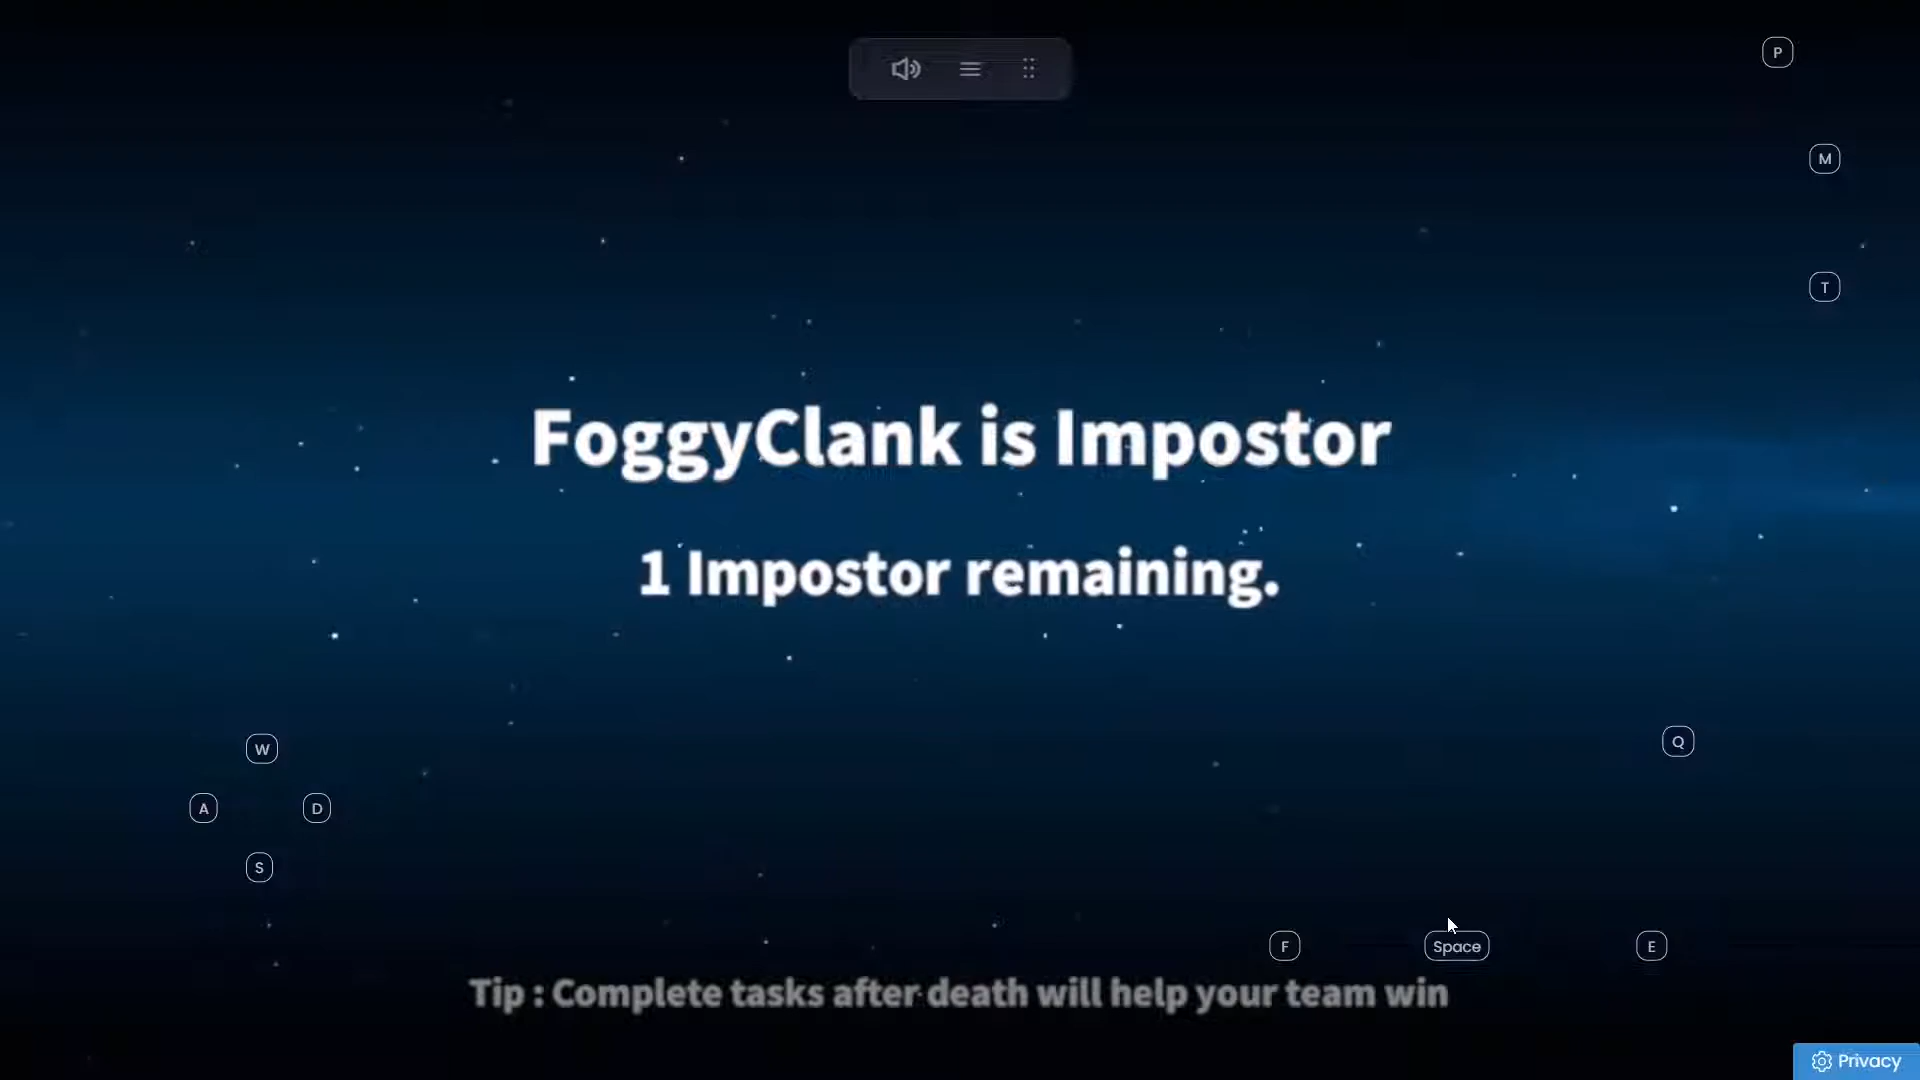 P
M
T
FoggyClank is Impostor
1 Impostor remaining.
W
Q
A
D
S
F
Space
E
Tip : Complete tasks after death will help your team win
Privacy